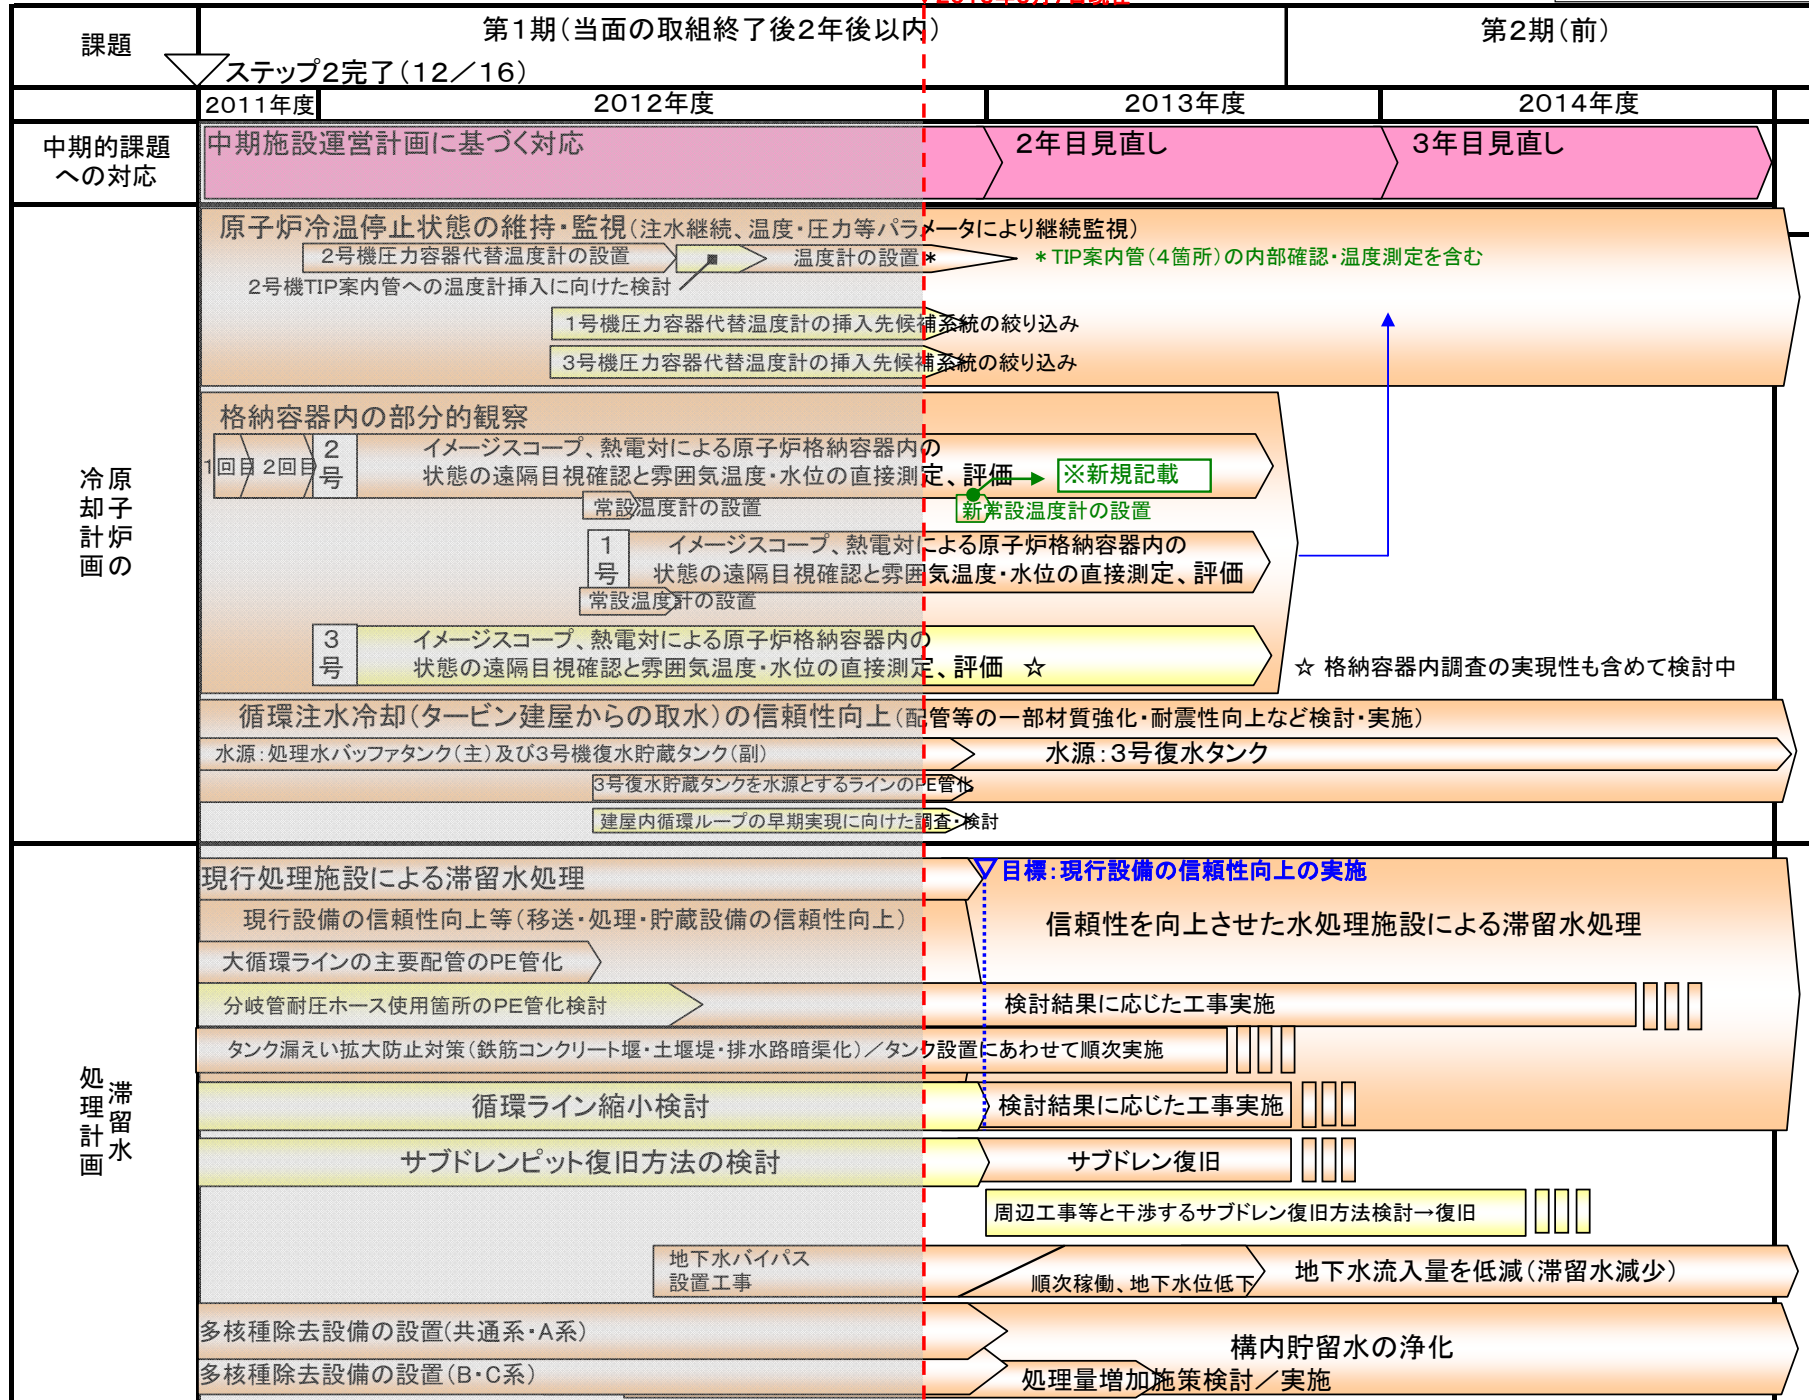 課題
第1期(当面の取組終了後2年後以内)
第2期(前)
ステップ2完了(12/16)
2011年度
2012年度
2013年度
2014年度
中期的課題
への対応
中期施設運営計画に基づく対応
2年目見直し
3年目見直し
原子炉の
冷却計画
原子炉冷温停止状態の維持・監視(注水継続、温度・圧力等パラメータにより継続監視)
2号機圧力容器代替温度計の設置
温度計の設置*
*TIP案内管(4箇所)の内部確認・温度測定を含む
2号機TIP案内管への温度計挿入に向けた検討
1号機圧力容器代替温度計の挿入先候補系統の絞り込み
3号機圧力容器代替温度計の挿入先候補系統の絞り込み
格納容器内の部分的観察
1回目
2回目
2号
イメージスコープ、熱電対による原子炉格納容器内の
状態の遠隔目視確認と雰囲気温度・水位の直接測定、評価
※新規記載
常設温度計の設置
新常設温度計の設置
1号
イメージスコープ、熱電対による原子炉格納容器内の
状態の遠隔目視確認と雰囲気温度・水位の直接測定、評価
常設温度計の設置
3号
イメージスコープ、熱電対による原子炉格納容器内の
状態の遠隔目視確認と雰囲気温度・水位の直接測定、評価 ☆
☆ 格納容器内調査の実現性も含めて検討中
循環注水冷却(タービン建屋からの取水)の信頼性向上(配管等の一部材質強化・耐震性向上など検討・実施)
水源:処理水バッファタンク(主)及び3号機復水貯蔵タンク(副)
水源:3号復水タンク
3号復水貯蔵タンクを水源とするラインのPE管化
建屋内循環ループの早期実現に向けた調査・検討
滞留水
処理計画
現行処理施設による滞留水処理
目標:現行設備の信頼性向上の実施
現行設備の信頼性向上等(移送・処理・貯蔵設備の信頼性向上)
信頼性を向上させた水処理施設による滞留水処理
大循環ラインの主要配管のPE管化
分岐管耐圧ホース使用箇所のPE管化検討
検討結果に応じた工事実施
タンク漏えい拡大防止対策(鉄筋コンクリート堰・土堰堤・排水路暗渠化)/タンク設置にあわせて順次実施
循環ライン縮小検討
検討結果に応じた工事実施
サブドレンピット復旧方法の検討
サブドレン復旧
周辺工事等と干渉するサブドレン復旧方法検討→復旧
地下水バイパス
設置工事
順次稼働、地下水位低下
地下水流入量を低減(滞留水減少)
多核種除去設備の設置(共通系・A系)
構内貯留水の浄化
多核種除去設備の設置(B・C系)
処理量増加施策検討/実施